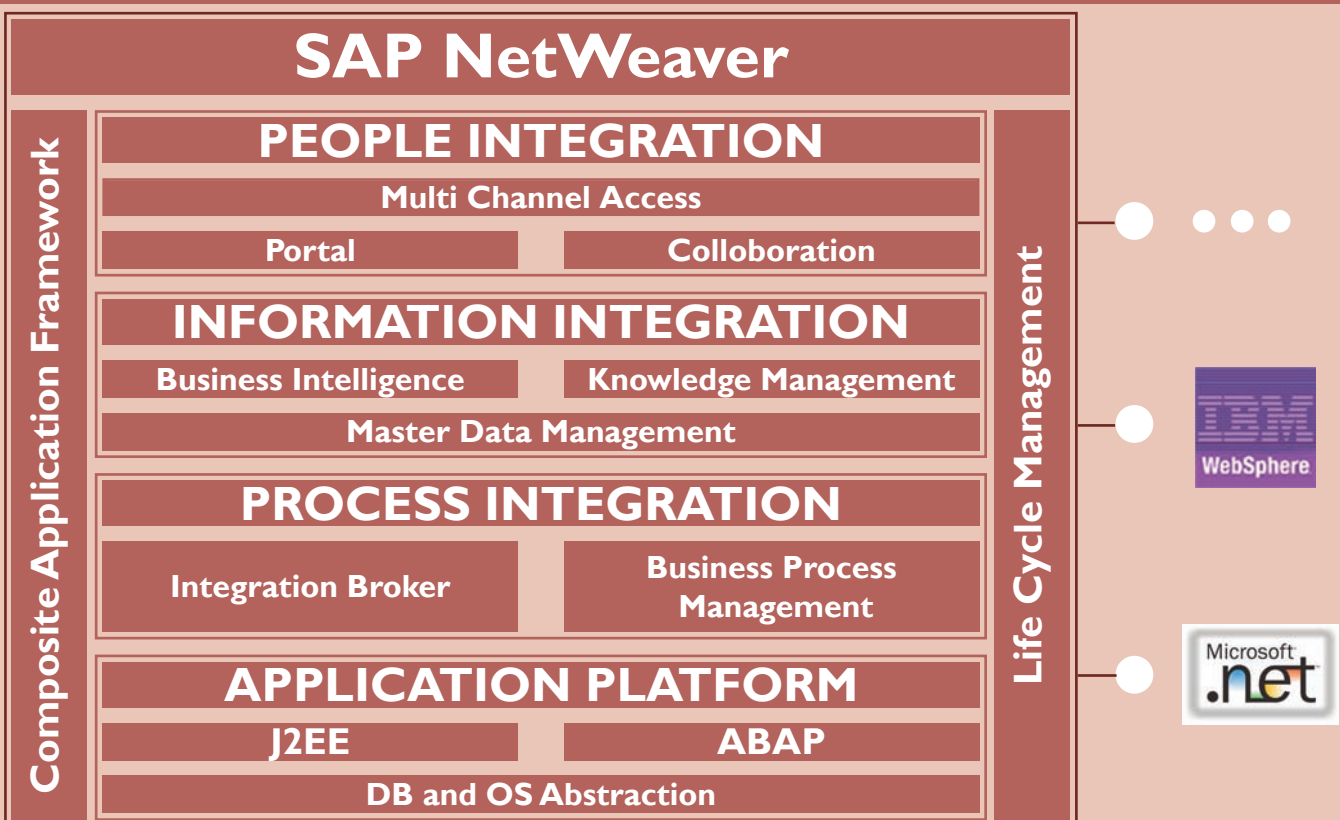 SAP NetWeaver
Composite Application Framework
PEOPLE INTEGRATION
Multi Channel Access
Portal
Colloboration
INFORMATION INTEGRATION
Business Intelligence
Knowledge Management
Master Data Management
PROCESS INTEGRATION
Integration Broker
Business Process
Management
APPLICATION PLATFORM
J2EE
ABAP
DB and OS Abstraction
Life Cycle Management
IBM
WebSphere
Microsoft
.net